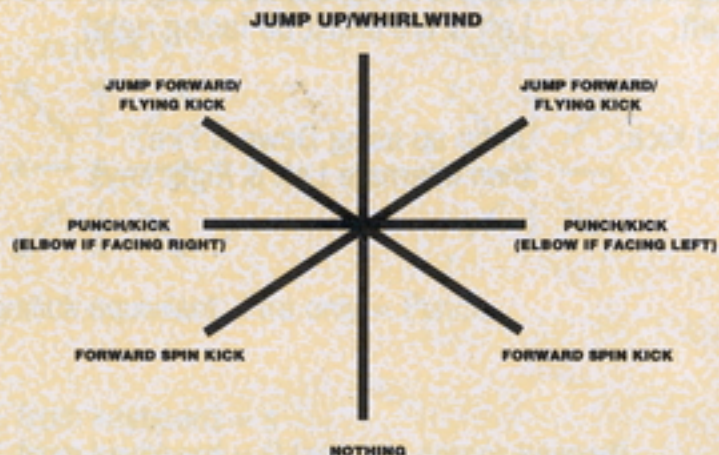 JUMP UP/WHIRLWIND
JUMP FORWARD/
FLYING KICK
JUMP FORWARD/
FLYING KICK
PUNCH/KICK
(ELBOW IF FACING RIGHT)
PUNCH/KICK
(ELBOW IF FACING LEFT)
FORWARD SPIN KICK
FORWARD SPIN KICK
NOTHING